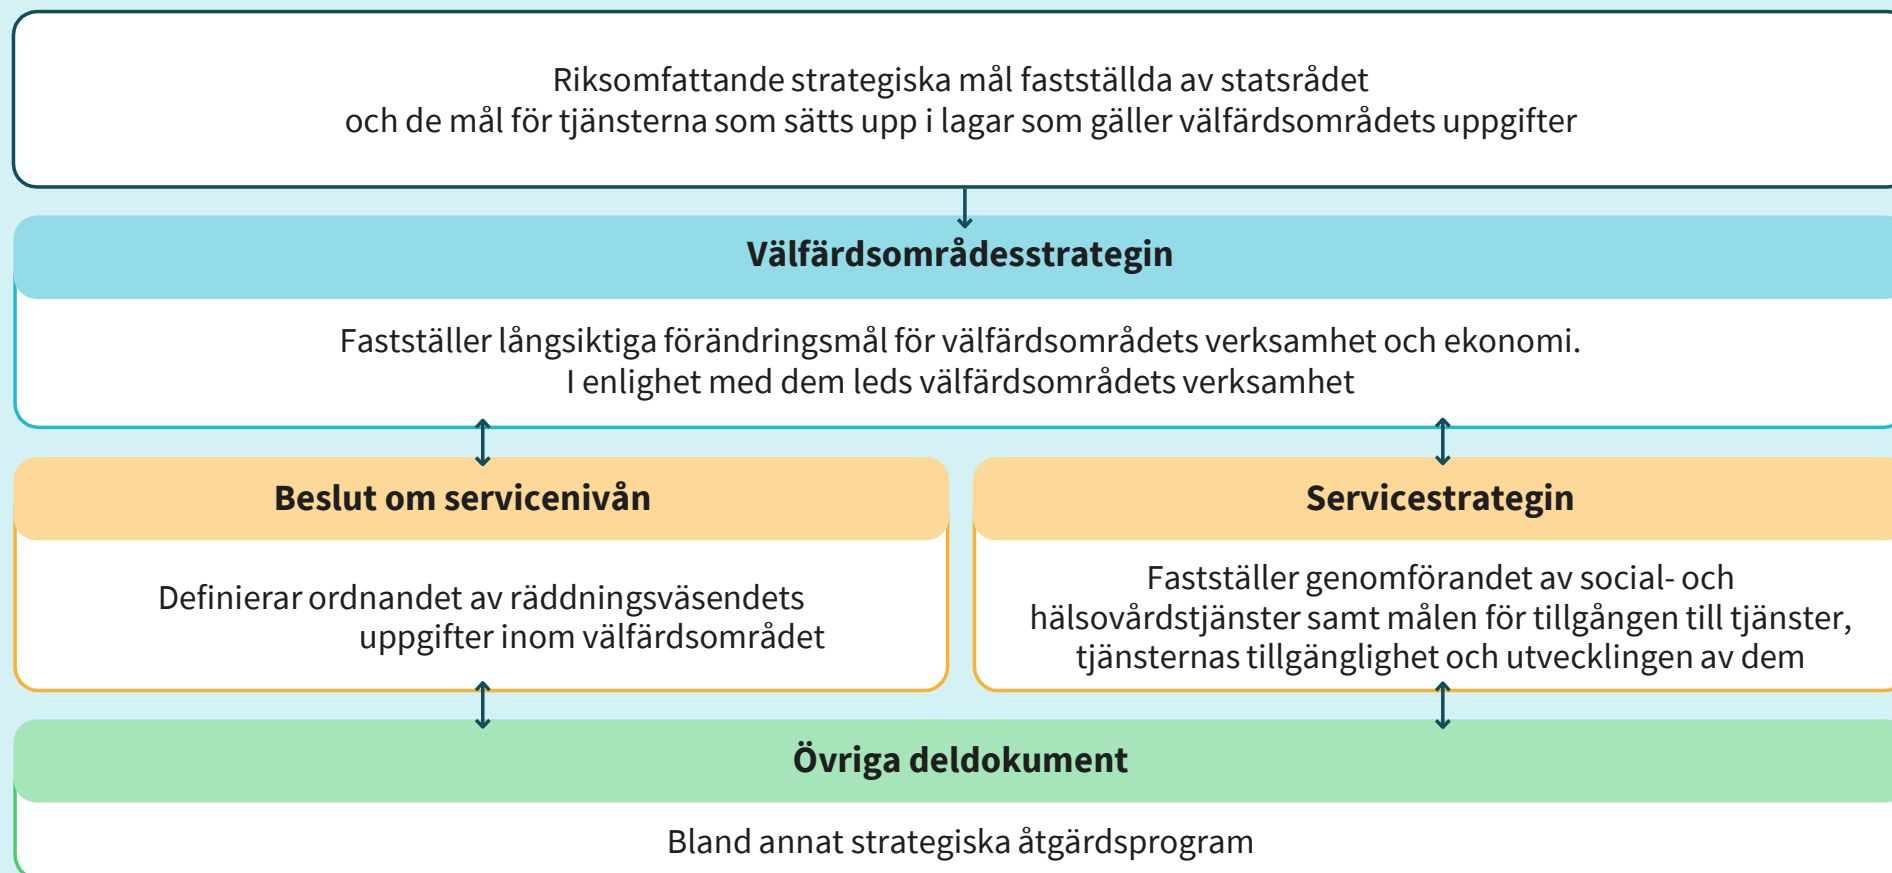 Riksomfattande strategiska mål fastställda av statsrådet
och de mål för tjänsterna som sätts upp i lagar som gäller välfärdsområdets uppgifter
Välfärdsområdesstrategin
Fastställer långsiktiga förändringsmål för välfärdsområdets verksamhet och ekonomi.
I enlighet med dem leds välfärdsområdets verksamhet
Beslut om servicenivån
Definierar ordnandet av räddningsväsendets
uppgifter inom välfärdsområdet
Servicestrategin
Fastställer genomförandet av social- och
hälsovårdstjänster samt målen för tillgången till tjänster,
tjänsternas tillgänglighet och utvecklingen av dem
Övriga deldokument
Bland annat strategiska åtgärdsprogram